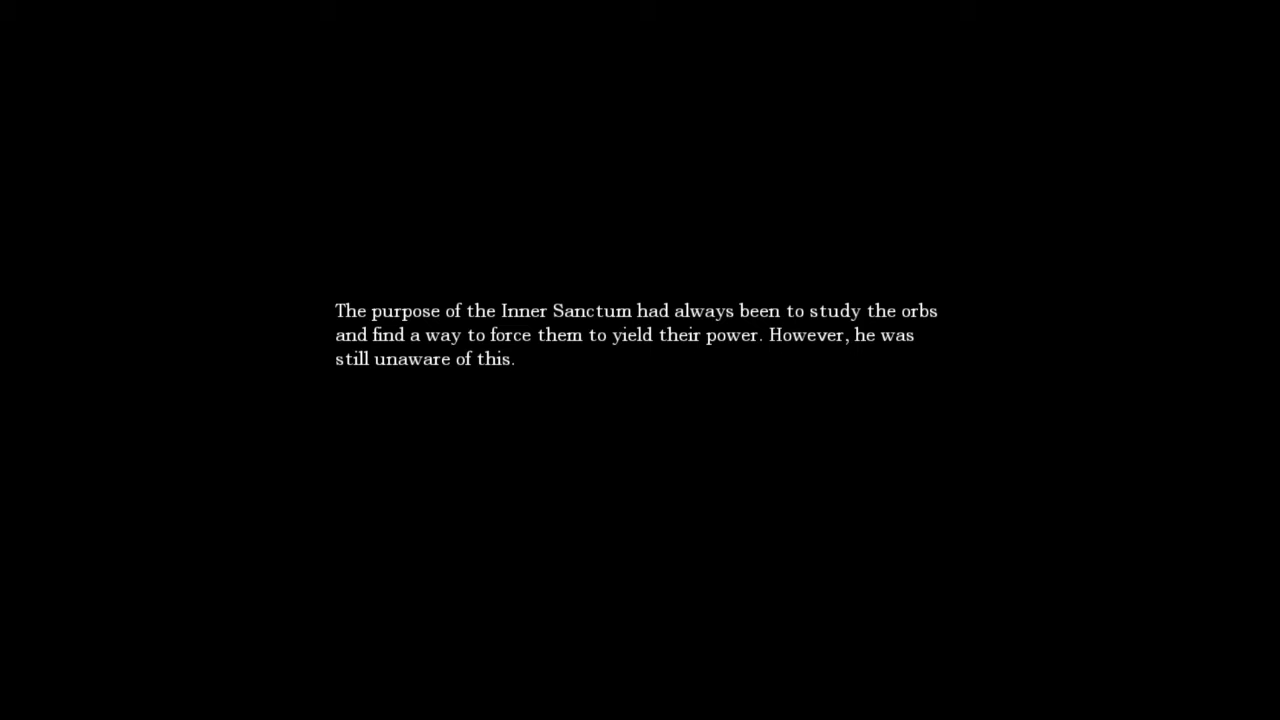 The purpose of the Inner Sanctum had always been to study the orbs
and find a way to force them to yield their power. However, he was
still unaware of this.